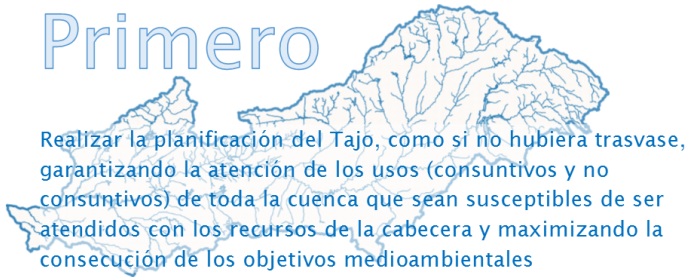 Primero
Realizar la planificación del Tajo, como si no hubiera trasvase,
garantizando la atención de los usos (consuntivos y no
consuntivos) de toda la cuenca que sean susceptibles de ser
atendidos con los recursos de la cabecera y maximizando la
consecución de los objetivos medioambientales